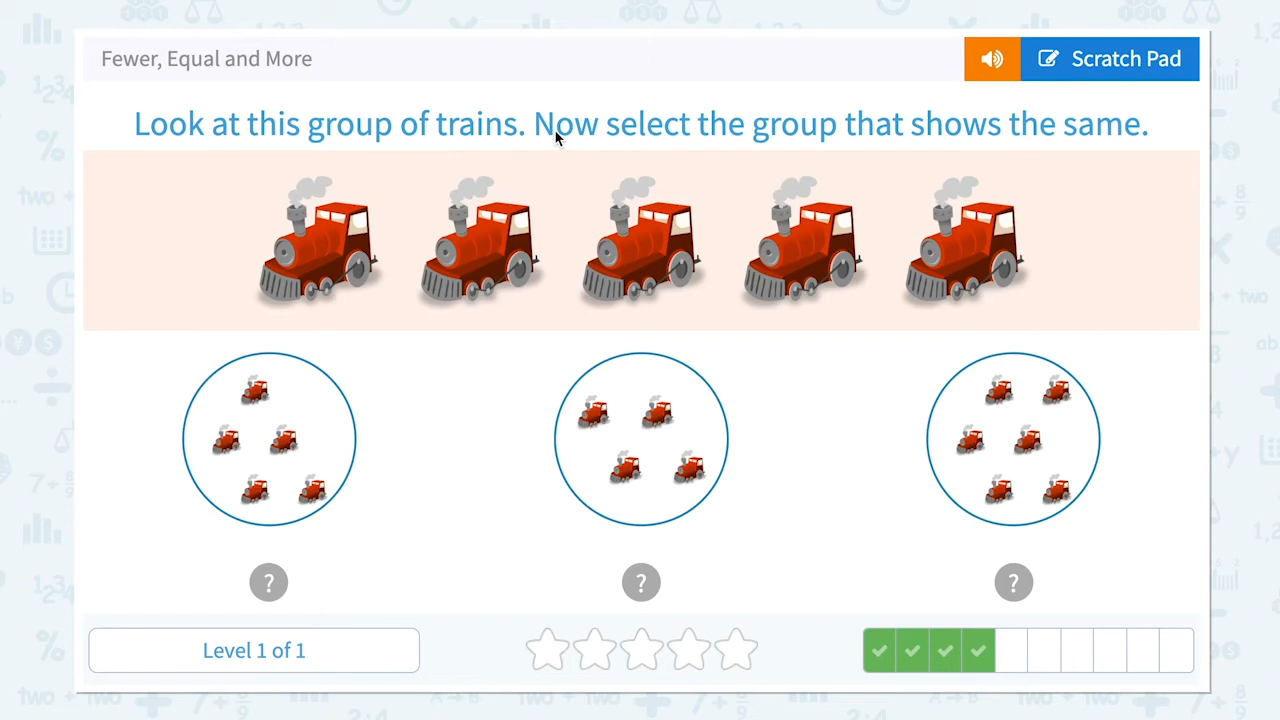 Fewer, Equal and More
Scratch Pad
Look at this group of trains. Now select the group that shows the same.
? ? ?
Level 1 of 1